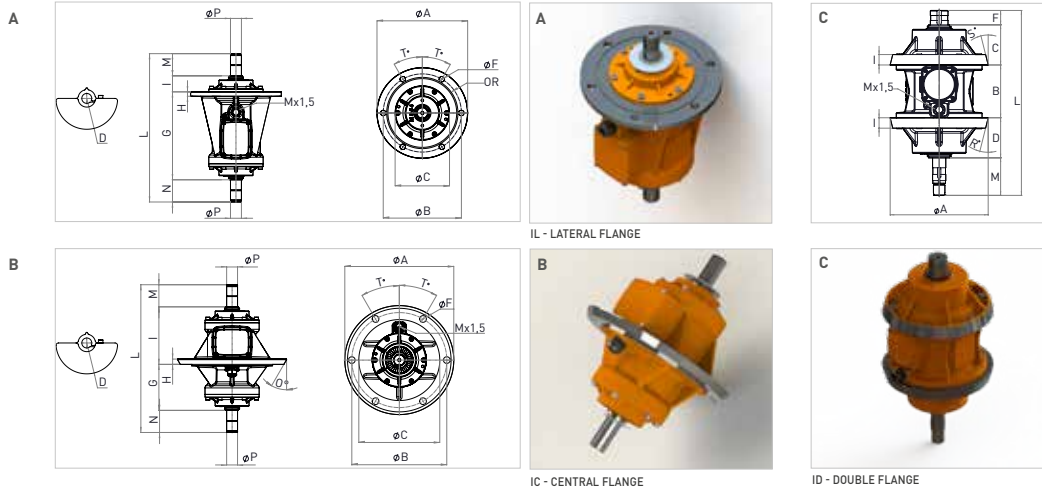 A
øP
M
I
H
G
L
N
D
øP
Mx1,5
øA
T°
T°
øF
OR
øC
øB
A
IL - LATERAL FLANGE
C
F
S°
C
I
Mx1,5
B
L
I
D
R°
M
øA
B
øP
M
I
L
G
H
O°
N
D
øP
øA
T°
T°
øF
Mx1,5
øC
øB
B
IC - CENTRAL FLANGE
C
ID - DOUBLE FLANGE